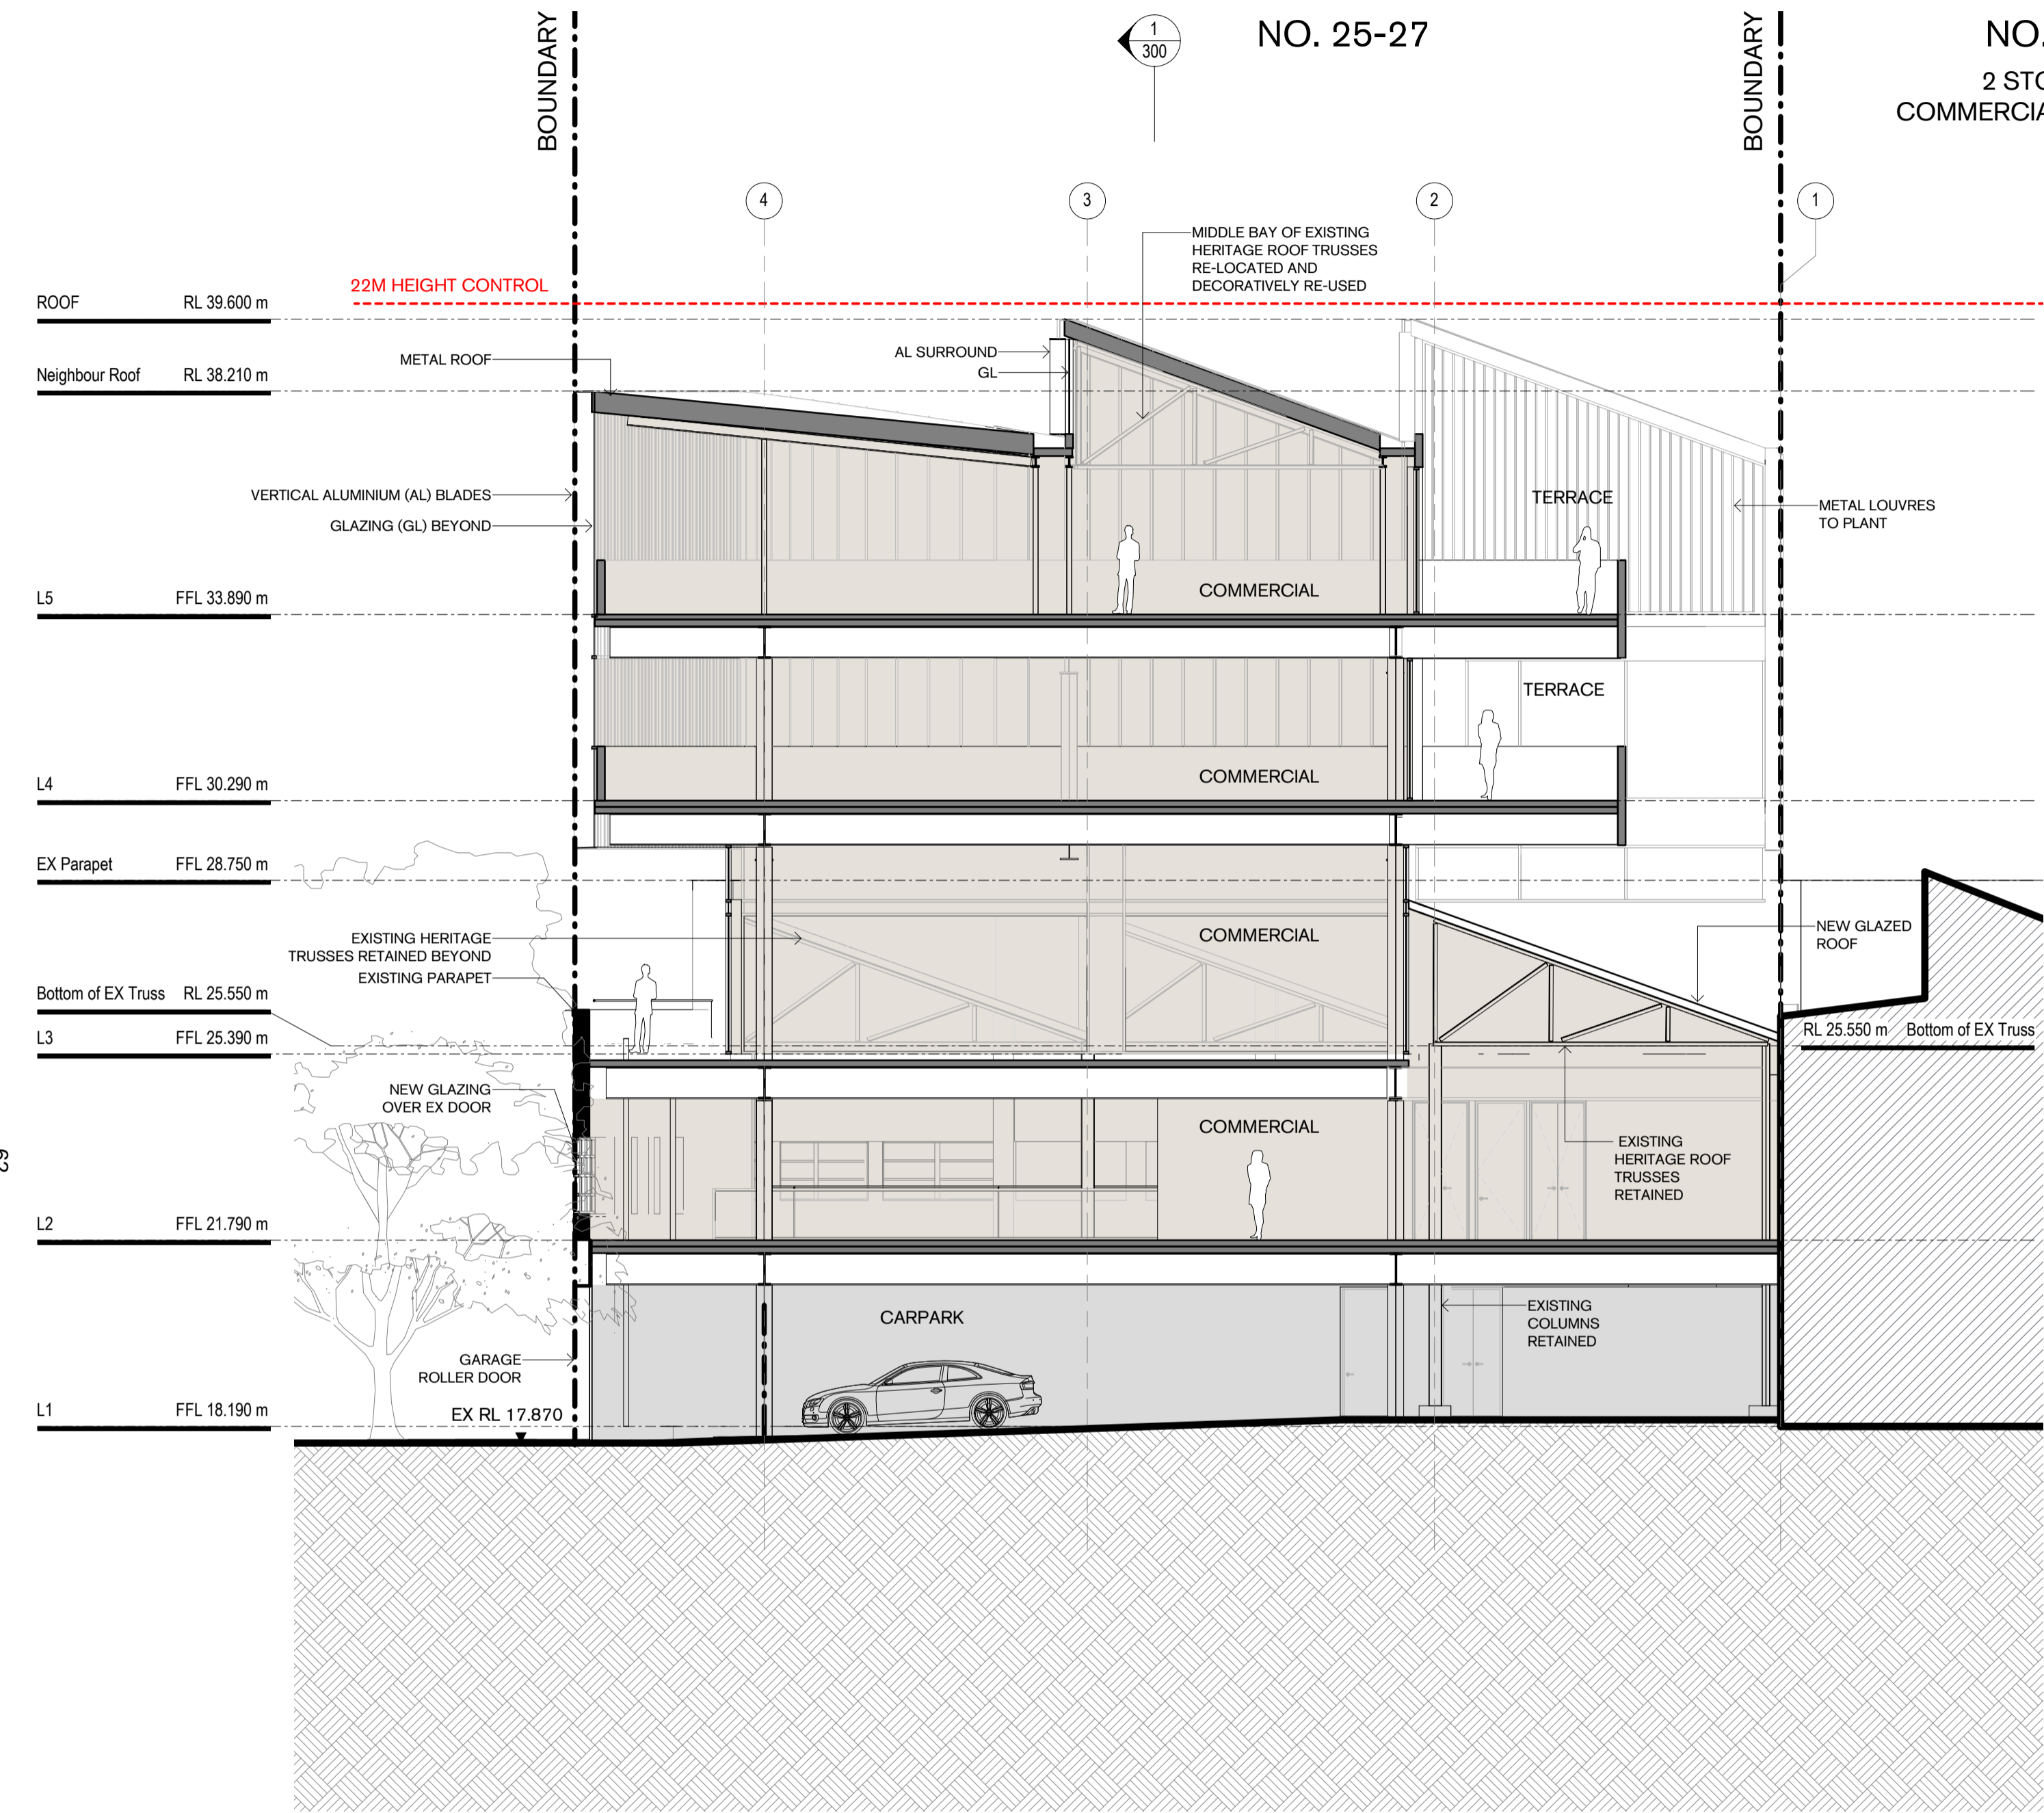 BOUNDARY
1
300
NO. 25-27
BOUNDARY
NO.
2 STO
COMMERCIA
4
3
2
1
MIDDLE BAY OF EXISTING
HERITAGE ROOF TRUSSES
RE-LOCATED AND
DECORATIVELY RE-USED
22M HEIGHT CONTROL
ROOF RL 39.600 m
METAL ROOF
AL SURROUND
GL
Neighbour Roof RL 38.210 m
VERTICAL ALUMINIUM (AL) BLADES
GLAZING (GL) BEYOND
TERRACE
METAL LOUVRES
TO PLANT
L5 FFL 33.890 m
COMMERCIAL
TERRACE
L4 FFL 30.290 m
COMMERCIAL
EX Parapet FFL 28.750 m
EXISTING HERITAGE
TRUSSES RETAINED BEYOND
EXISTING PARAPET
COMMERCIAL
NEW GLAZED
ROOF
Bottom of EX Truss RL 25.550 m
L3 FFL 25.390 m
RL 25.550 m Bottom of EX Truss
NEW GLAZING
OVER EX DOOR
COMMERCIAL
EXISTING
HERITAGE ROOF
TRUSSES
RETAINED
62
L2 FFL 21.790 m
CARPARK
EXISTING
COLUMNS
RETAINED
GARAGE
ROLLER DOOR
L1 FFL 18.190 m
EX RL 17.870